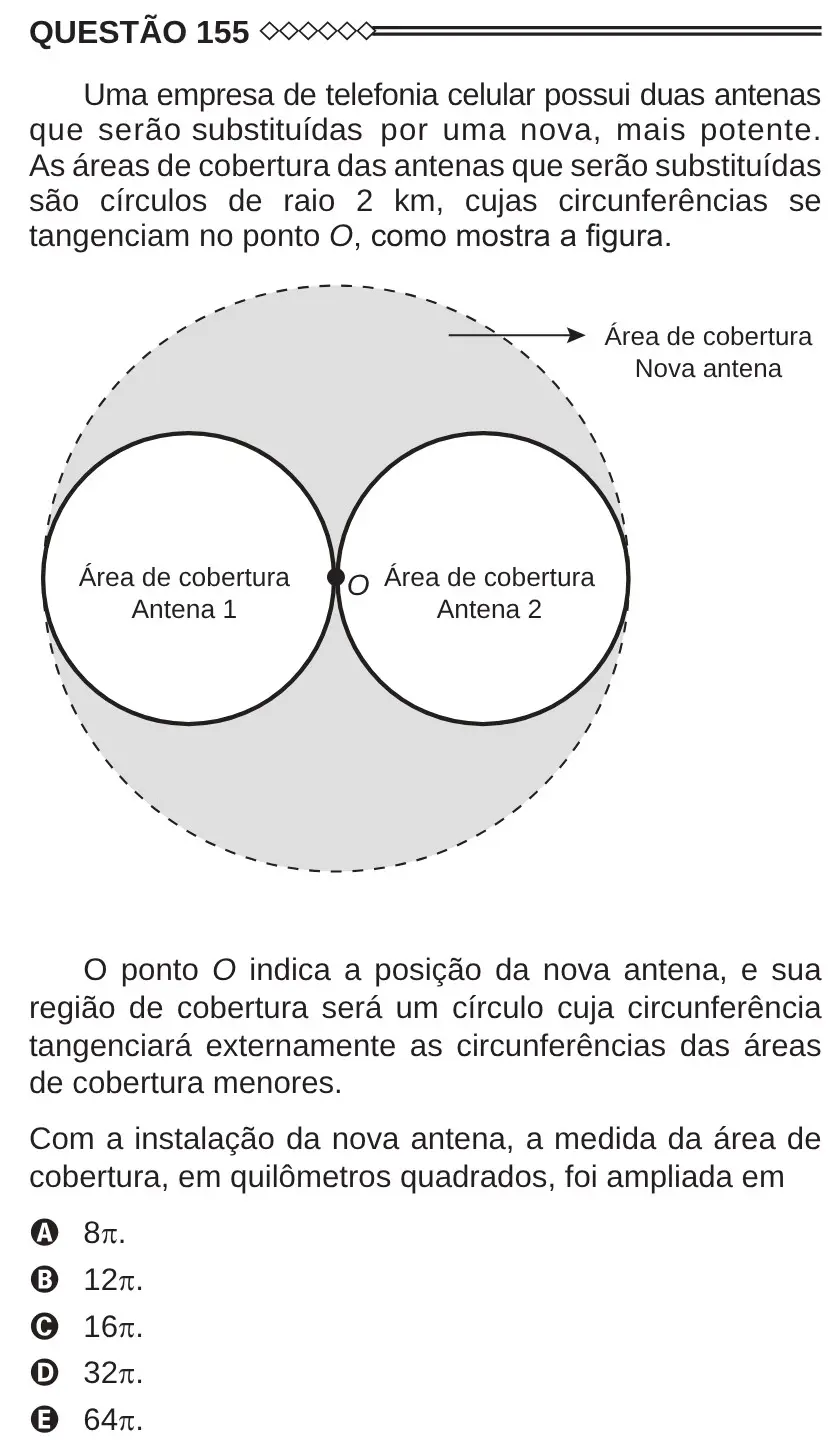 QUESTÃO 155
Uma empresa de telefonia celular possui duas antenas
que serão substituídas por uma nova, mais potente.
As áreas de cobertura das antenas que serão substituídas
são círculos de raio 2 km, cujas circunferências se
tangenciam no ponto O, como mostra a figura.
Área de cobertura
Nova antena
Área de cobertura
Antena 1
O
Área de cobertura
Antena 2
O ponto O indica a posição da nova antena, e sua
região de cobertura será um círculo cuja circunferência
tangenciará externamente as circunferências das áreas
de cobertura menores.
Com a instalação da nova antena, a medida da área de
cobertura, em quilômetros quadrados, foi ampliada em
A 8π.
B 12π.
C 16π.
D 32π.
E 64π.